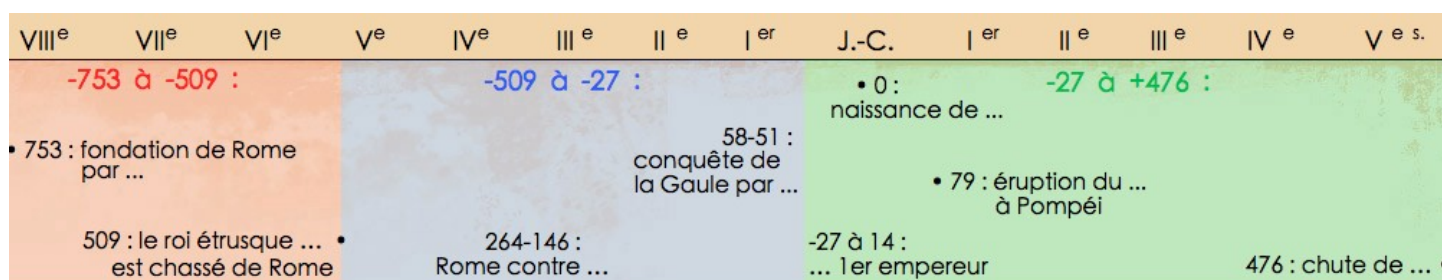 VIIIe VIIe VIe Ve IVe IIIe IIe Ier J.-C. Ier IIe IIIe IVe Ve s.
-753 à -509 :
• 753 : fondation de Rome
par ...
509 : le roi étrusque ... •
est chassé de Rome
-509 à -27 :
58-51 :
conquête de
la Gaule par ...
264-146 :
Rome contre ...
-27 à +476 :
• 0 :
naissance de ...
• 79 : éruption du ...
à Pompéi
-27 à 14 :
... 1er empereur
476 : chute de ... •